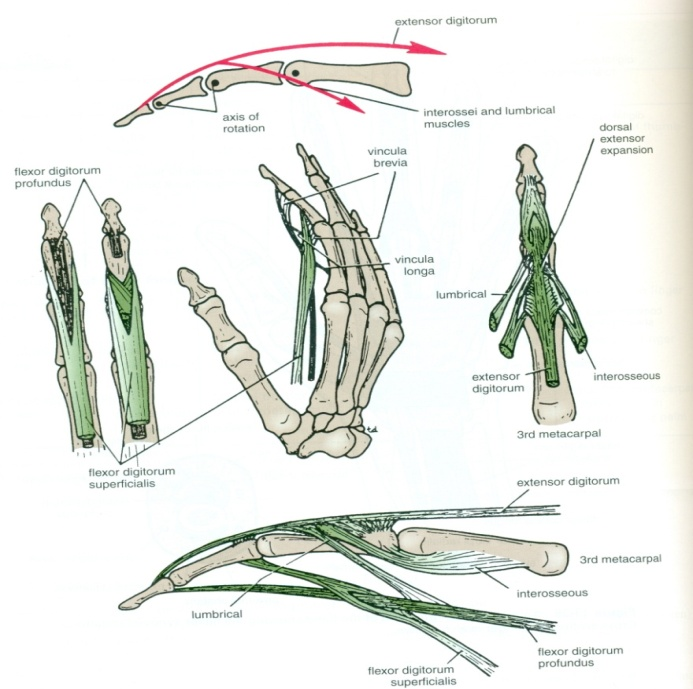 extensor digitorum
axis of
rotation
interossei and lumbrical
muscles
dorsal
extensor
expansion
vincula
brevia
flexor digitorum
profundus
vincula
longa
lumbrical
extensor
digitorum
interosseous
3rd metacarpal
flexor digitorum
superficialis
extensor digitorum
3rd metacarpal
interosseous
lumbrical
flexor digitorum
profundus
flexor digitorum
superficialis